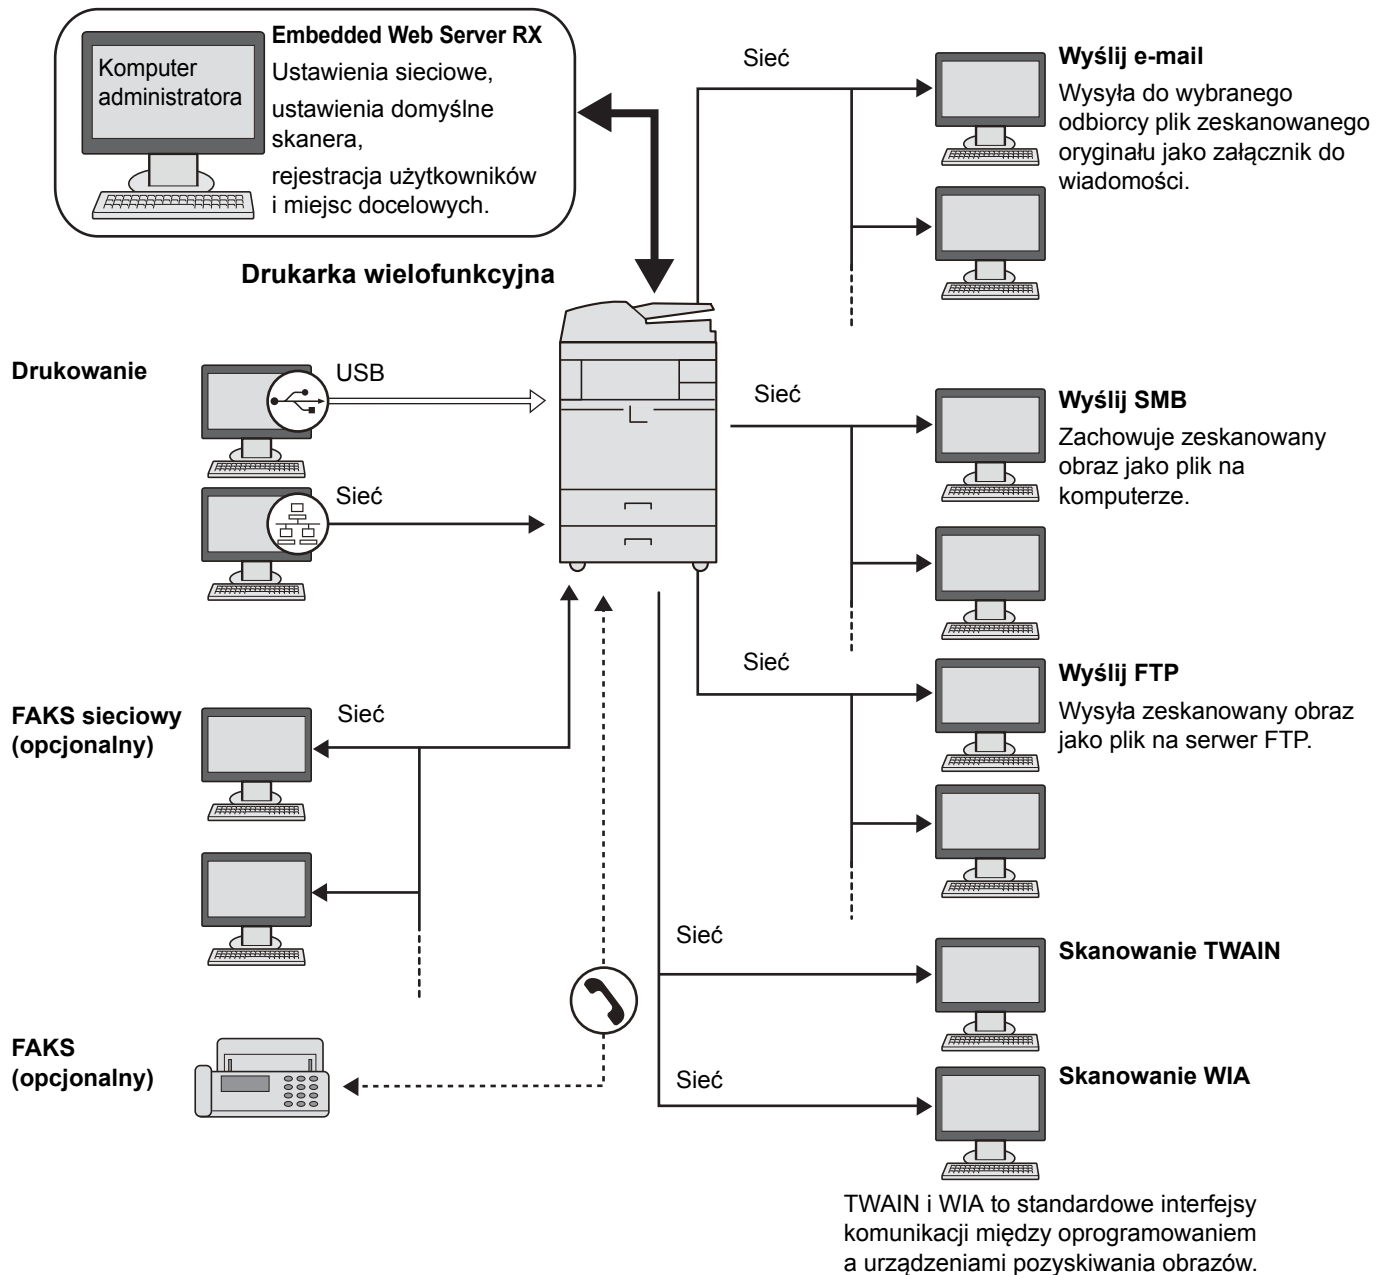 Embedded Web Server RX
Komputer
administratora
Ustawienia sieciowe,
ustawienia domyślne
skanera,
rejestracja użytkowników
i miejsc docelowych.
Sieć
Wyślij e-mail
Wysyła do wybranego
odbiorcy plik zeskanowanego
oryginału jako załącznik do
wiadomości.
Drukarka wielofunkcyjna
Drukowanie
USB
Sieć
Sieć
Wyślij SMB
Zachowuje zeskanowany
obraz jako plik na
komputerze.
Sieć
Wyślij FTP
Wysyła zeskanowany obraz
jako plik na serwer FTP.
FAKS sieciowy
(opcjonalny)
Sieć
Sieć
Skanowanie TWAIN
FAKS
(opcjonalny)
Sieć
Skanowanie WIA
TWAIN i WIA to standardowe interfejsy
komunikacji między oprogramowaniem
a urządzeniami pozyskiwania obrazów.